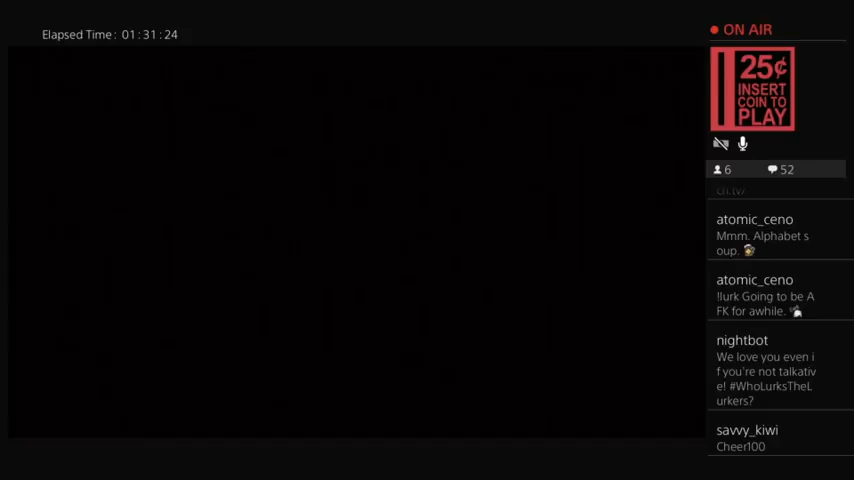 Elapsed Time: 01:31:24
ON AIR
25¢
INSERT
COIN TO
PLAY
6
52
atomic_ceno
Mmm. Alphabet s
oup.
atomic_ceno
!lurk Going to be A
FK for awhile.
nightbot
We love you even i
f you're not talkativ
e! #WhoLurksTheL
urkers?
savvy_kiwi
Cheer100